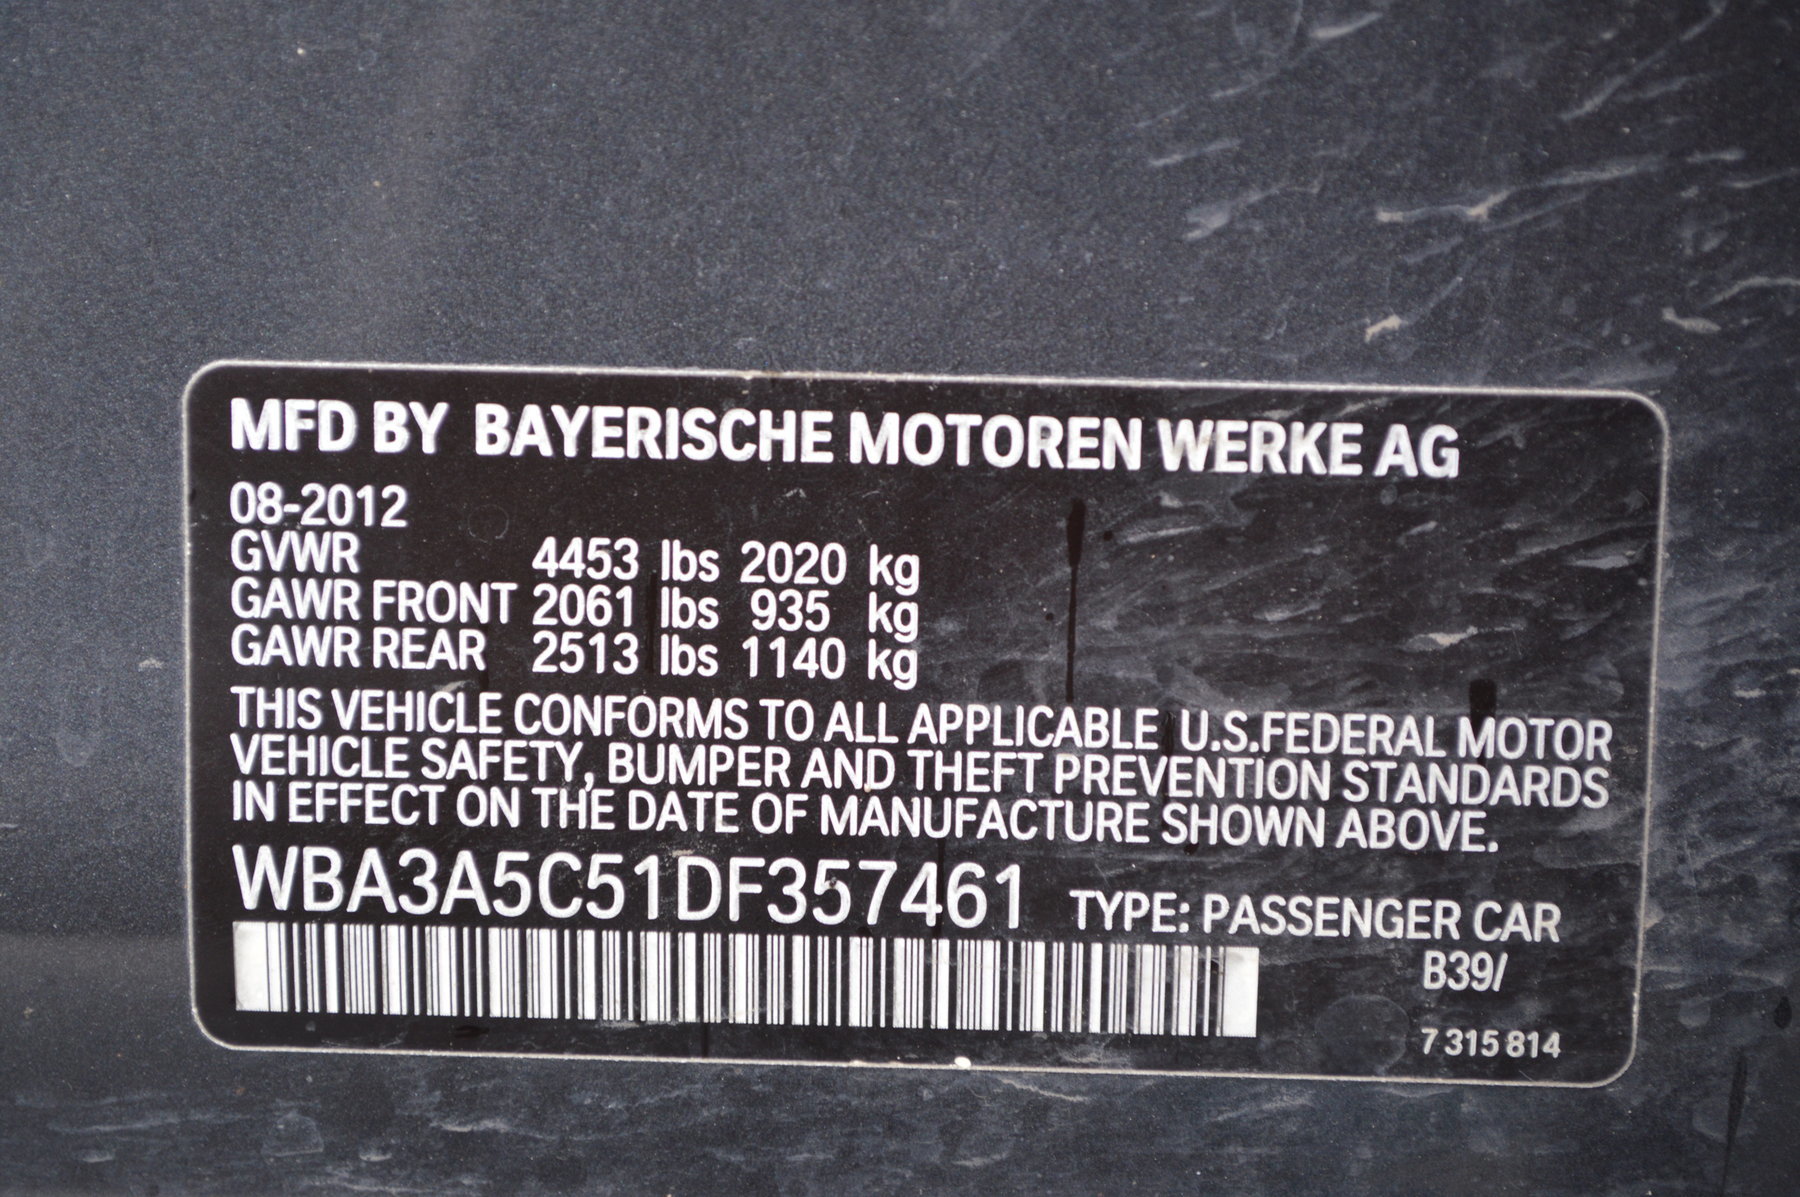 MFD BY BAYERISCHE MOTOREN WERKE AG
08-2012
GVWR 4453 lbs 2020 kg
GAWR FRONT 2061 lbs 935 kg
GAWR REAR 2513 lbs 1140 kg
THIS VEHICLE CONFORMS TO ALL APPLICABLE U.S.FEDERAL MOTOR
VEHICLE SAFETY, BUMPER AND THEFT PREVENTION STANDARDS
IN EFFECT ON THE DATE OF MANUFACTURE SHOWN ABOVE.
WBA3A5C51DF357461 TYPE: PASSENGER CAR
B39/
7 315 814